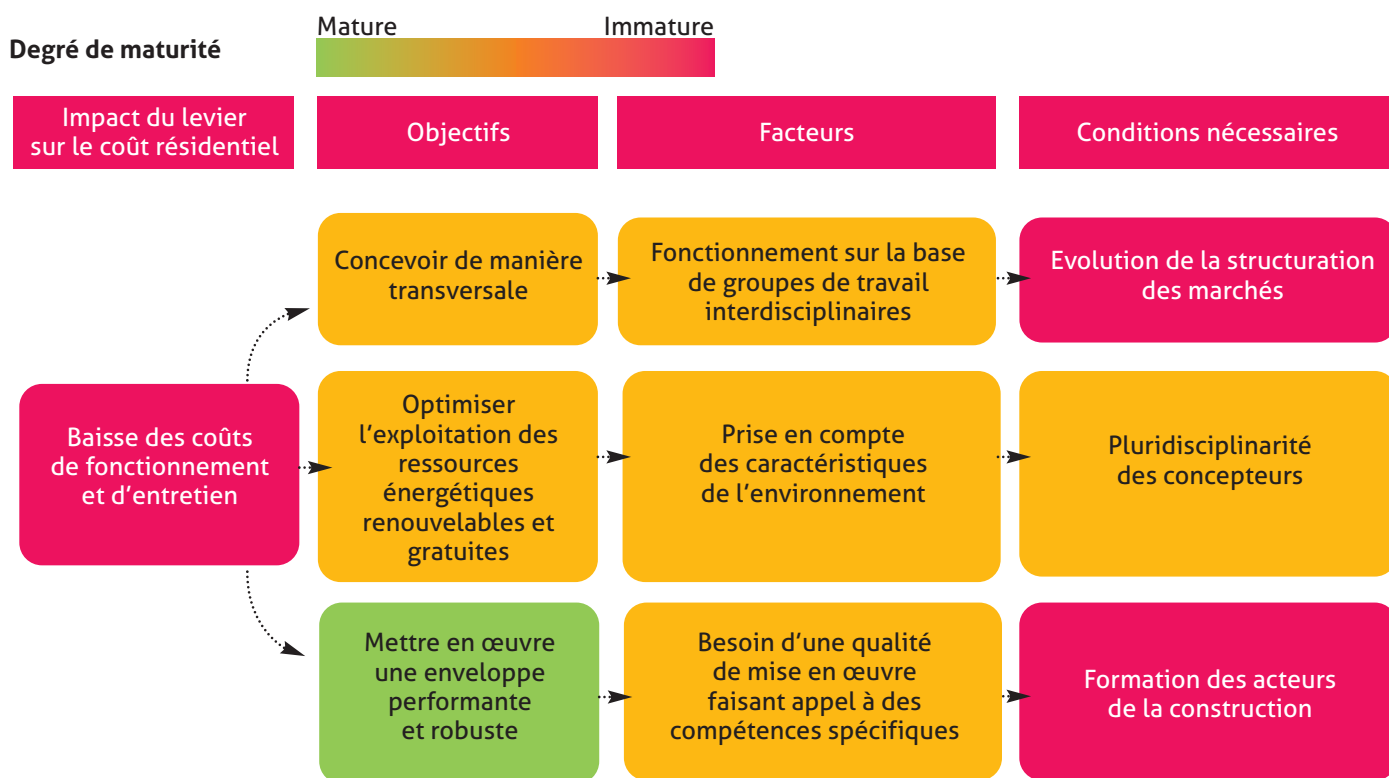 Mature
Immature
Degré de maturité
Impact du levier
sur le coût résidentiel
Objectifs
Facteurs
Conditions nécessaires
Concevoir de manière
transversale
Fonctionnement sur la base
de groupes de travail
interdisciplinaires
Evolution de la structuration
des marchés
Baisse des coûts
de fonctionnement
et d'entretien
Optimiser
l'exploitation des
ressources
énergétiques
renouvelables et
gratuites
Prise en compte
des caractéristiques
de l'environnement
Pluridisciplinarité
des concepteurs
Mettre en œuvre
une enveloppe
performante
et robuste
Besoin d'une qualité
de mise en œuvre
faisant appel à des
compétences spécifiques
Formation des acteurs
de la construction